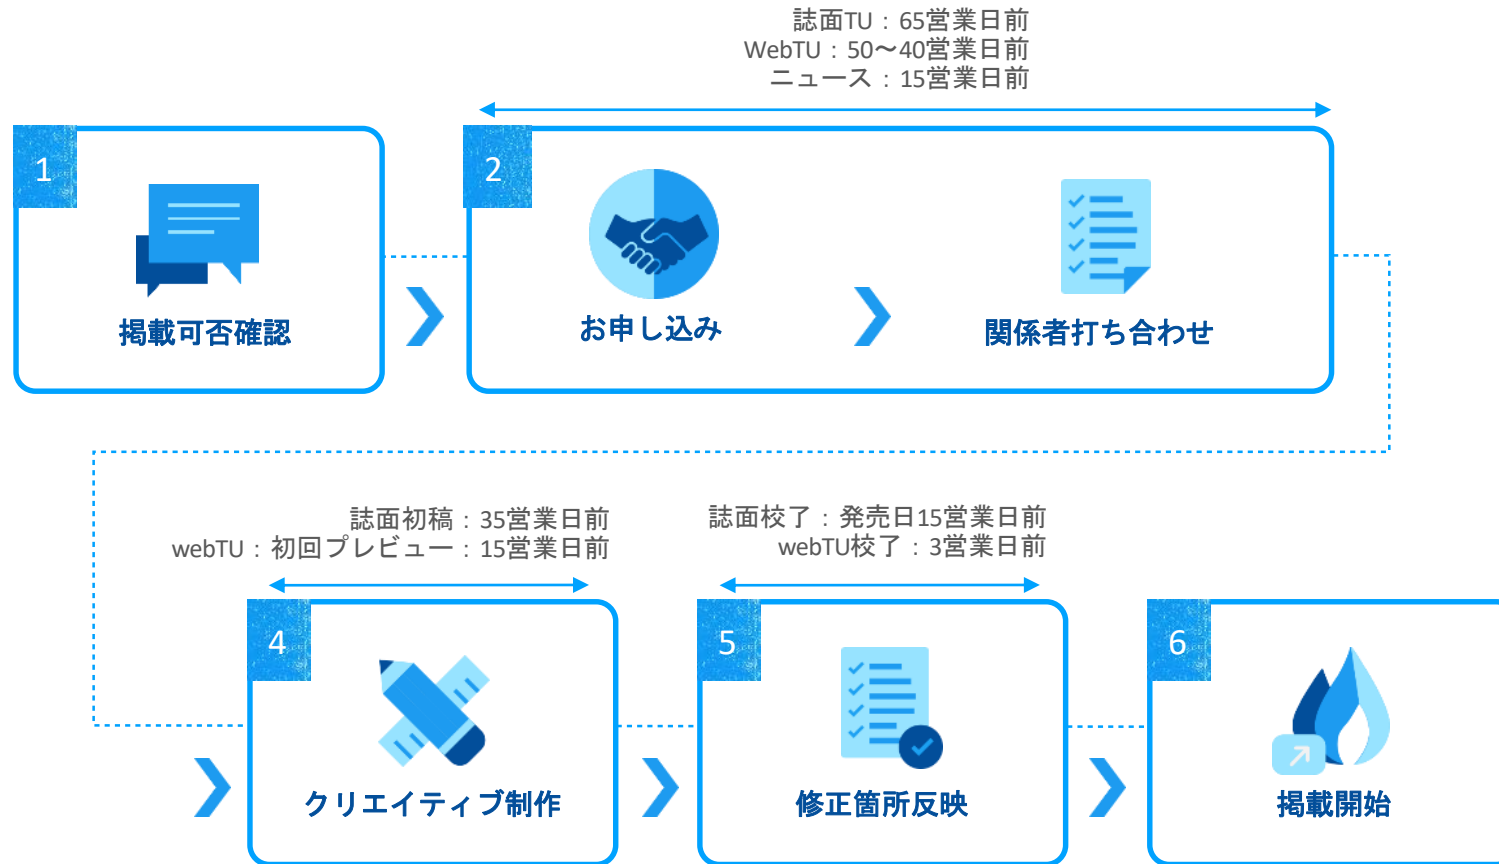 誌面TU：65営業日前
WebTU：50～40営業日前
ニュース：15営業日前
1
掲載可否確認
2
お申し込み
関係者打ち合わせ
誌面初稿：35営業日前
webTU：初回プレビュー：15営業日前
4
クリエイティブ制作
誌面校了：発売日15営業日前
webTU校了：3営業日前
5
修正箇所反映
6
掲載開始